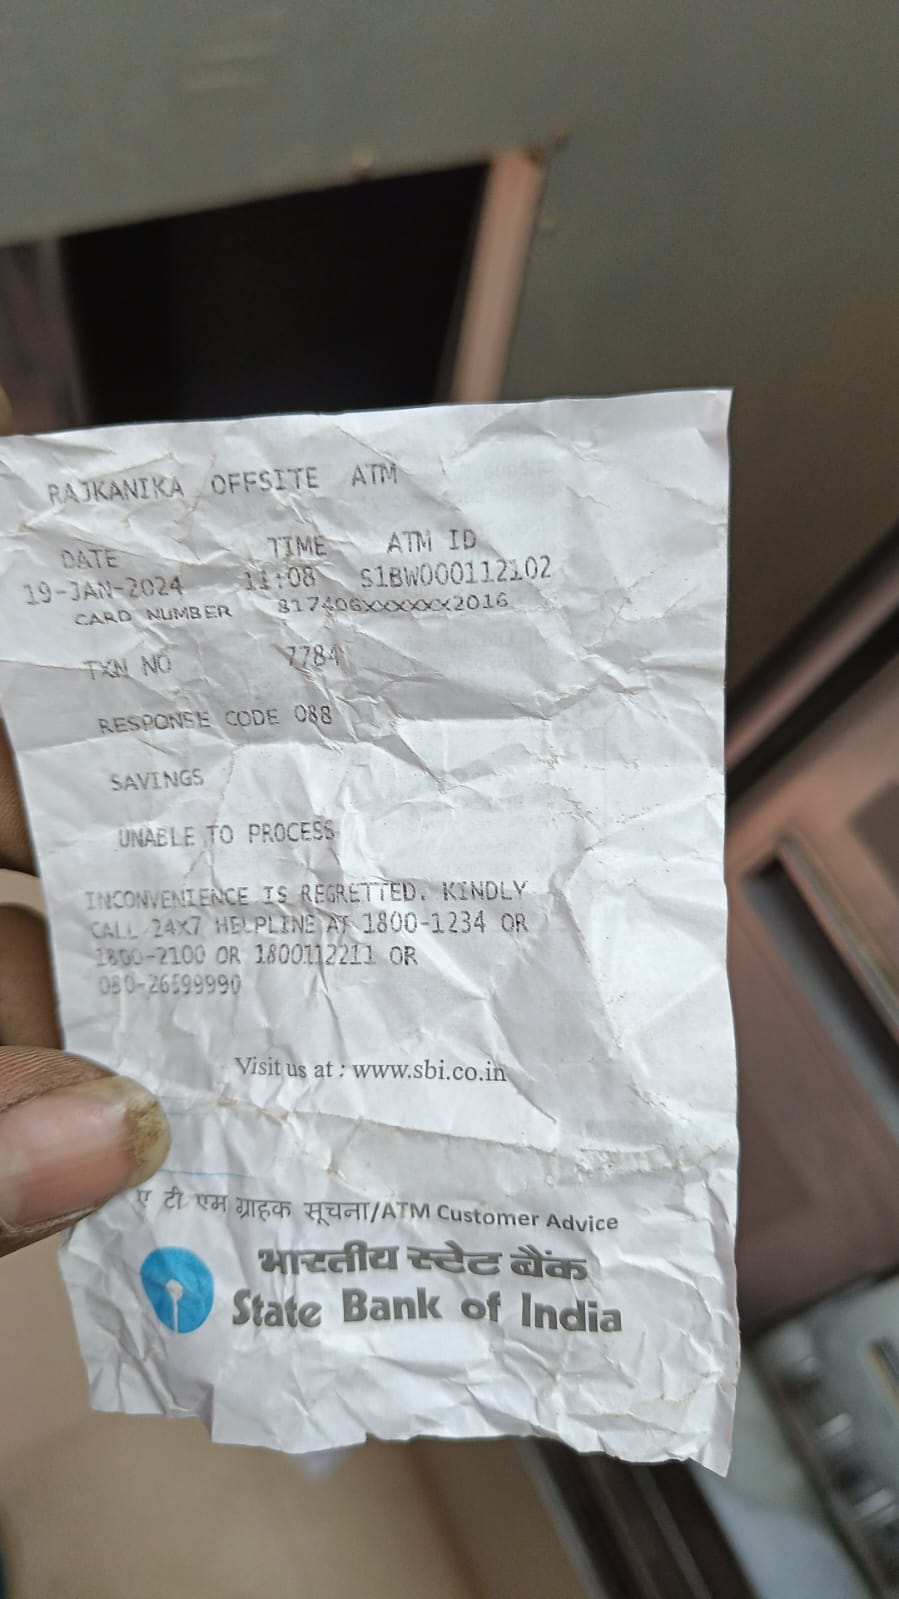 RAJKANIKA OFFSITE ATM
DATE TIME ATM ID
19-JAN-2024 11:08 S1BW000112102
CARD NUMBER 817406XXXXXX2016
TXN NO 7784
RESPONSE CODE 088
SAVINGS
UNABLE TO PROCESS
INCONVENIENCE IS REGRETTED. KINDLY
CALL 24X7 HELPLINE AT 1800-1234 OR
1800-2100 OR 1800112211 OR
080-26599990
Visit us at : www.sbi.co.in
ए टी एम ग्राहक सूचना/ATM Customer Advice
भारतीय स्टेट बैंक
State Bank of India